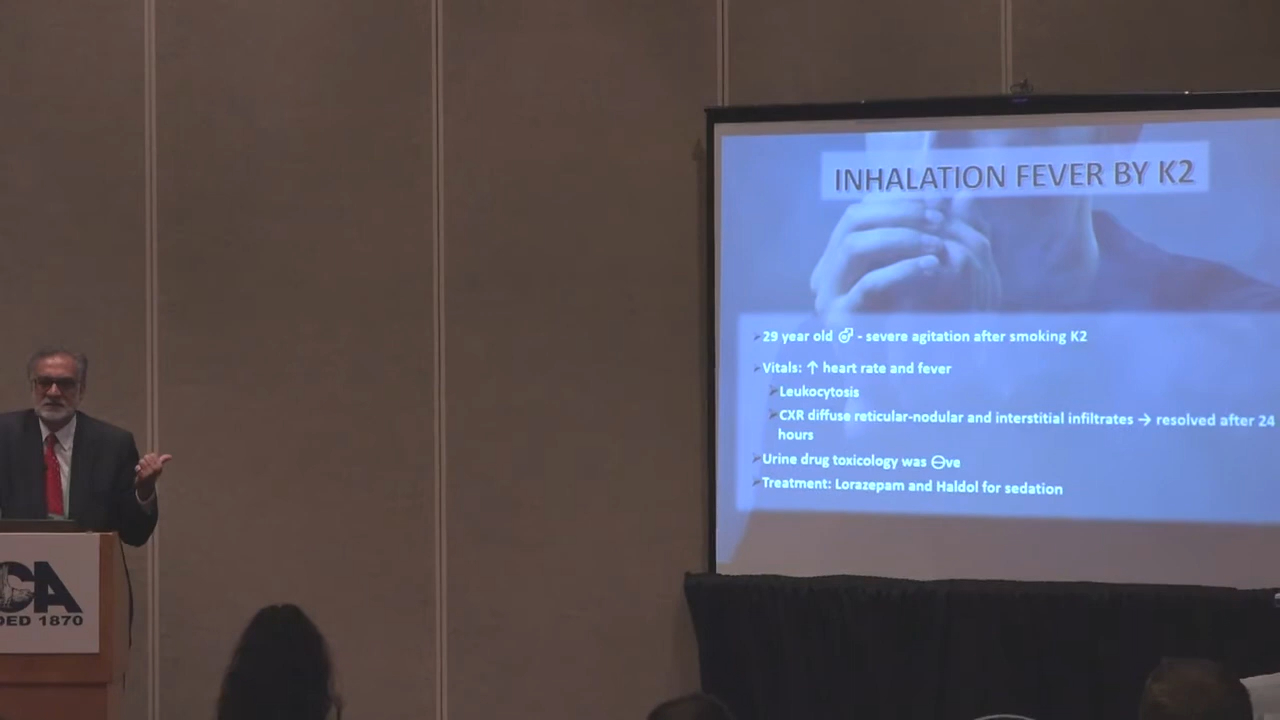 INHALATION FEVER BY K2
➢29 year old ♂ - severe agitation after smoking K2
➢Vitals: ↑ heart rate and fever
➢Leukocytosis
➢CXR diffuse reticular-nodular and interstitial infiltrates → resolved after 24
hours
➢Urine drug toxicology was ⊖ve
➢Treatment: Lorazepam and Haldol for sedation
CA
DED 1870